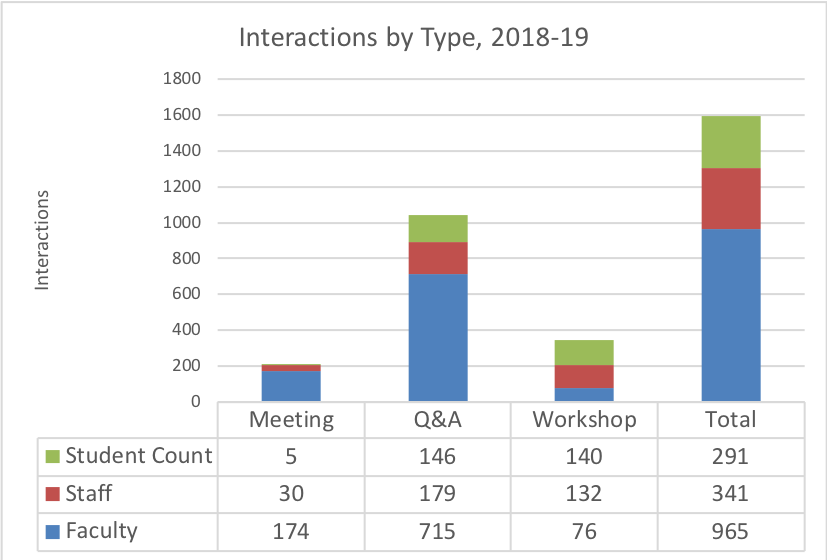 Interactions by Type, 2018-19
1800
1600
1400
1200
1000
800
600
400
200
0
Interactions
Meeting Q&A Workshop Total
Student Count 5 146 140 291
Staff 30 179 132 341
Faculty 174 715 76 965